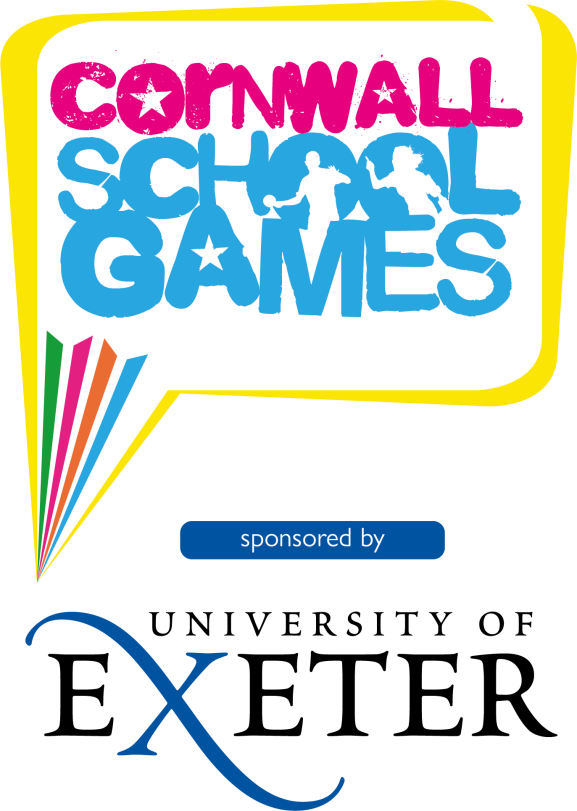 CORNWALL
SCHOOL
GAMES
sponsored by
UNIVERSITY OF
EXETER